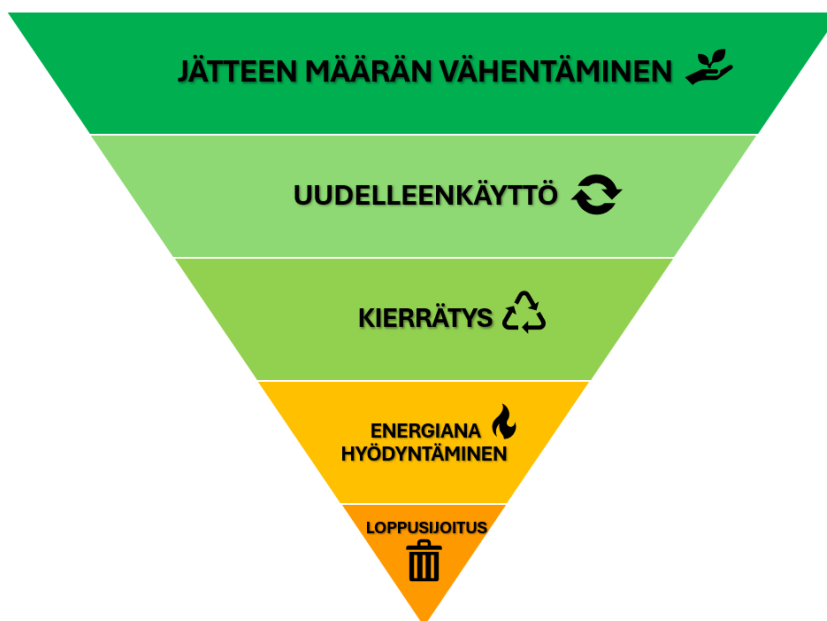 JÄTTEEN MÄÄRÄN VÄHENTÄMINEN
UUDELLEENKÄYTTÖ
KIERRÄTYS
ENERGIANA
HYÖDYNTÄMINEN
LOPPUSIJOITUS